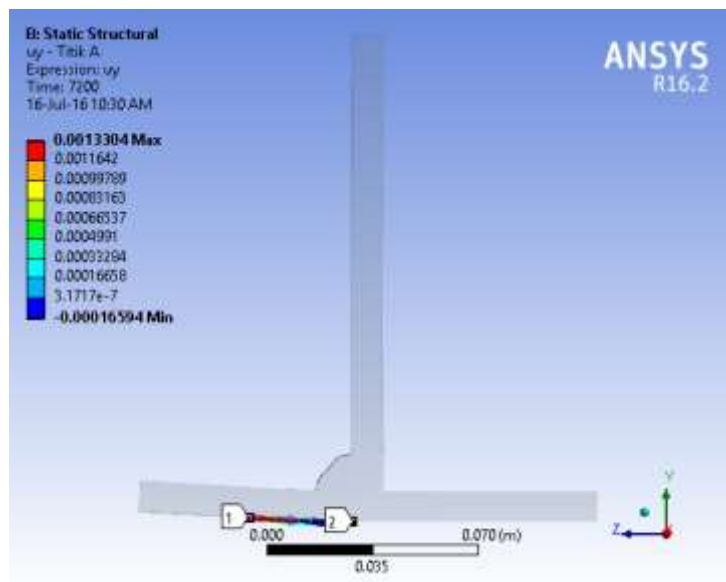 B: Static Structural
uy - Titik A
Expression: uy
Time: 7200
16-Jul-16 10:30 AM
0.0013304 Max
0.0011642
0.00099789
0.00083163
0.00066537
0.0004991
0.00033284
0.00016658
3.1717e-7
-0.00016594 Min
ANSYS
R16.2
1
2
0.000
0.070 (m)
0.035
Y
Z